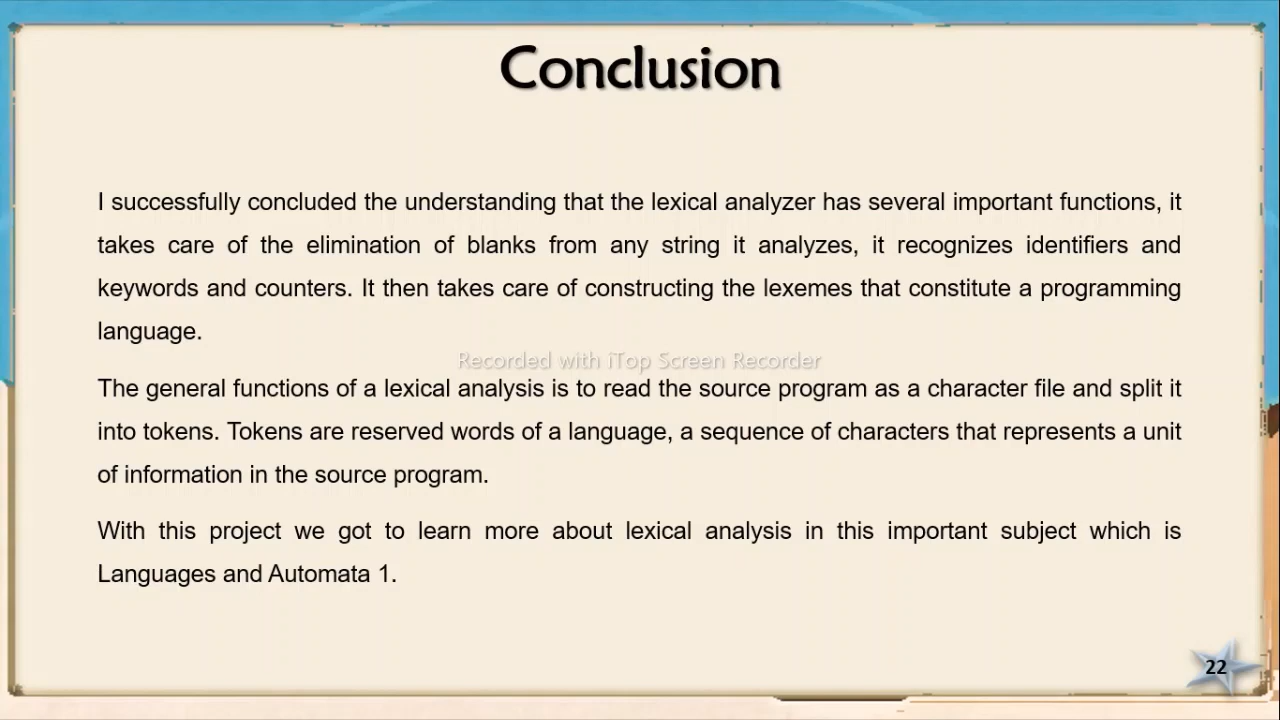 Conclusion
I successfully concluded the understanding that the lexical analyzer has several important functions, it
takes care of the elimination of blanks from any string it analyzes, it recognizes identifiers and
keywords and counters. It then takes care of constructing the lexemes that constitute a programming
language.
Recorded with iTop Screen Recorder
The general functions of a lexical analysis is to read the source program as a character file and split it
into tokens. Tokens are reserved words of a language, a sequence of characters that represents a unit
of information in the source program.
With this project we got to learn more about lexical analysis in this important subject which is
Languages and Automata 1.
22